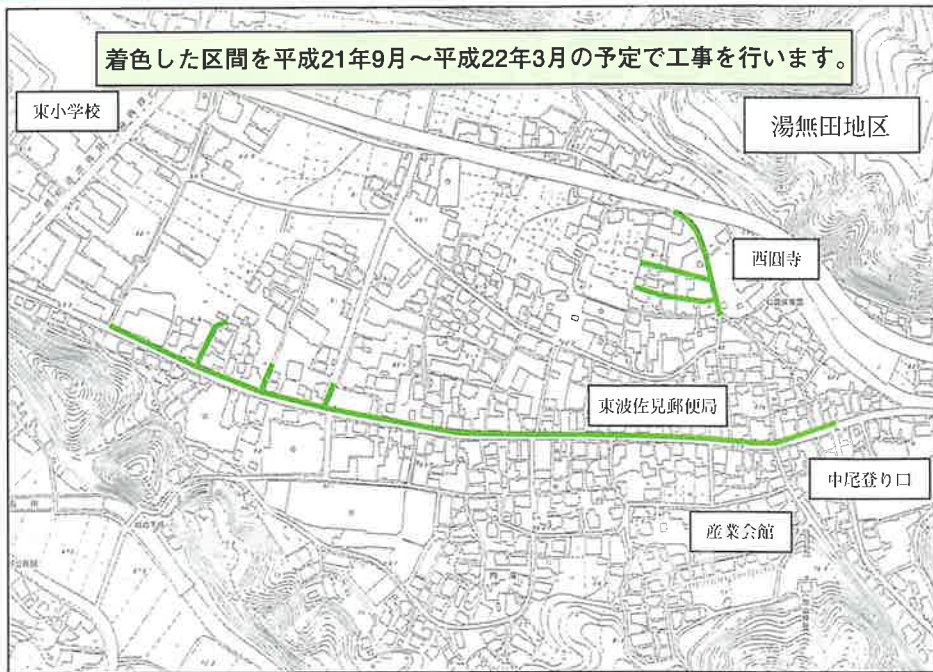 着色した区間を平成21年9月～平成22年3月の予定で工事を行います。
東小学校
湯無田地区
西圓寺
東波佐見郵便局
中尾登り口
産業会館